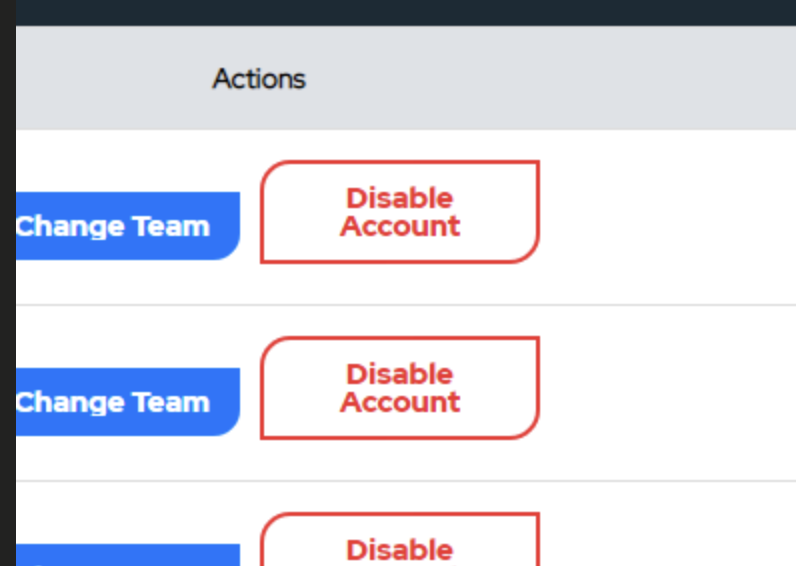 Actions
Change Team
Disable
Account
Change Team
Disable
Account
Disable